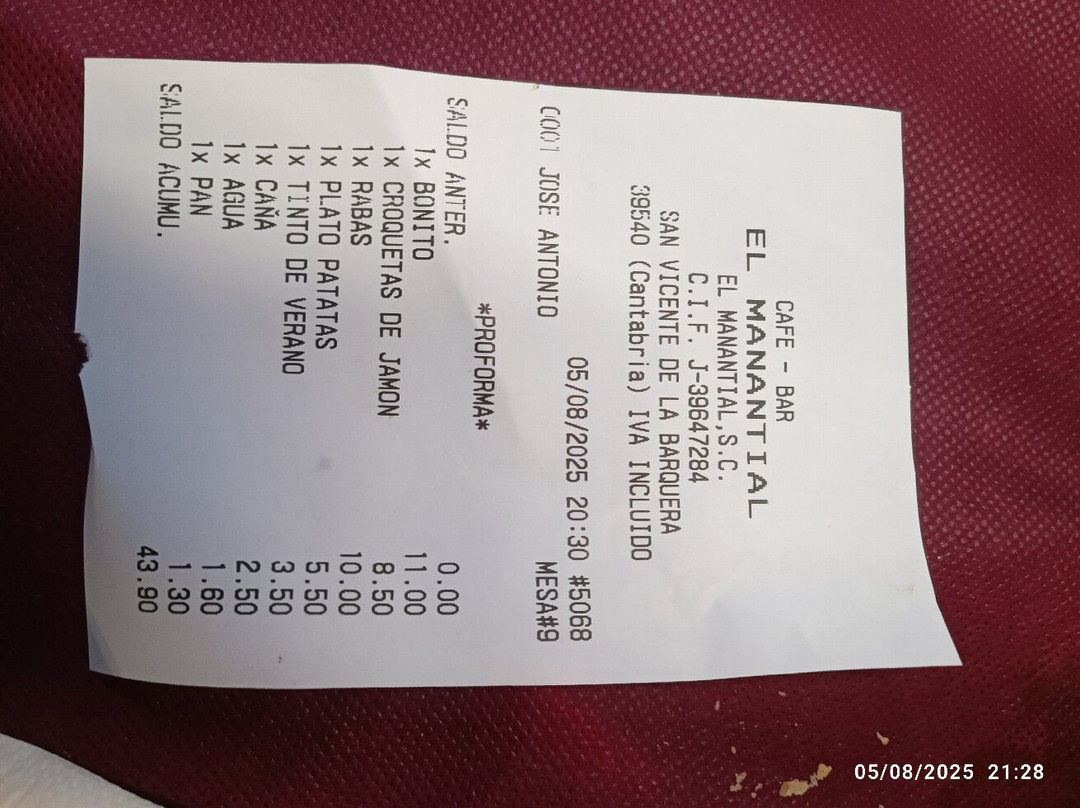 CAFE - BAR
EL MANANTIAL
EL MANANTIAL,S.C.
C.I.F. J-39647284
SAN VICENTE DE LA BARQUERA
39540 (Cantabria) IVA INCLUIDO
05/08/2025 20:30 #5068
0001 JOSE ANTONIO MESA#9
*PROFORMA*
SALDO ANTER. 0.00
1x BONITO 11.00
1x CROQUETAS DE JAMON 8.50
1x RABAS 10.00
1x PLATO PATATAS 5.50
1x TINTO DE VERANO 3.50
1x CAÑA 2.50
1x AGUA 1.60
1x PAN 1.30
SALDO ACUMU. 43.90
05/08/2025 21:28